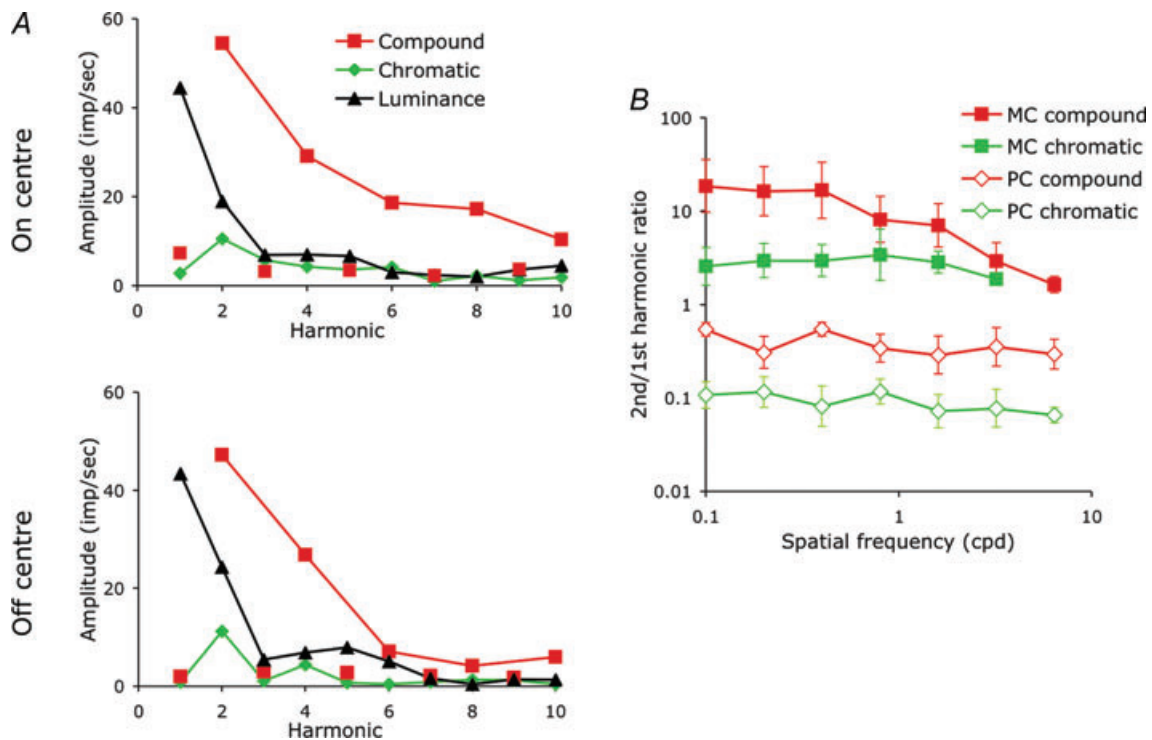 A
On centre
Amplitude (imp/sec)
60
40
20
0
Compound
Chromatic
Luminance
0 2 4 6 8 10
Harmonic
Off centre
Amplitude (imp/sec)
60
40
20
0
0 2 4 6 8 10
Harmonic
B
MC compound
MC chromatic
PC compound
PC chromatic
2nd/1st harmonic ratio
100
10
1
0.1
0.01
0.1 1 10
Spatial frequency (cpd)